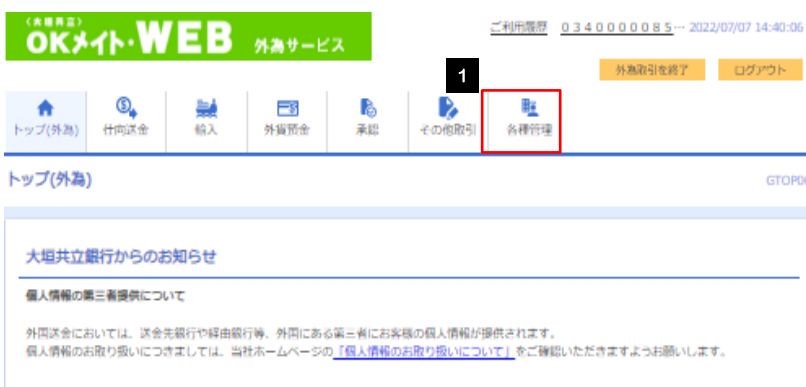 〈大垣共立〉
OKメイト・WEB 外為サービス
ご利用履歴 0340000085… 2022/07/07 14:40:06
外為取引を終了 ログアウト
1
トップ(外為) 仕向送金 輸入 外貨預金 承認 その他取引 各種管理
トップ(外為) GTOP0
大垣共立銀行からのお知らせ
個人情報の第三者提供について
外国送金においては、送金先銀行や経由銀行等、外国にある第三者にお客様の個人情報が提供されます。
個人情報のお取り扱いにつきましては、当社ホームページの「個人情報のお取り扱いについて」をご確認いただきますようお願いします。